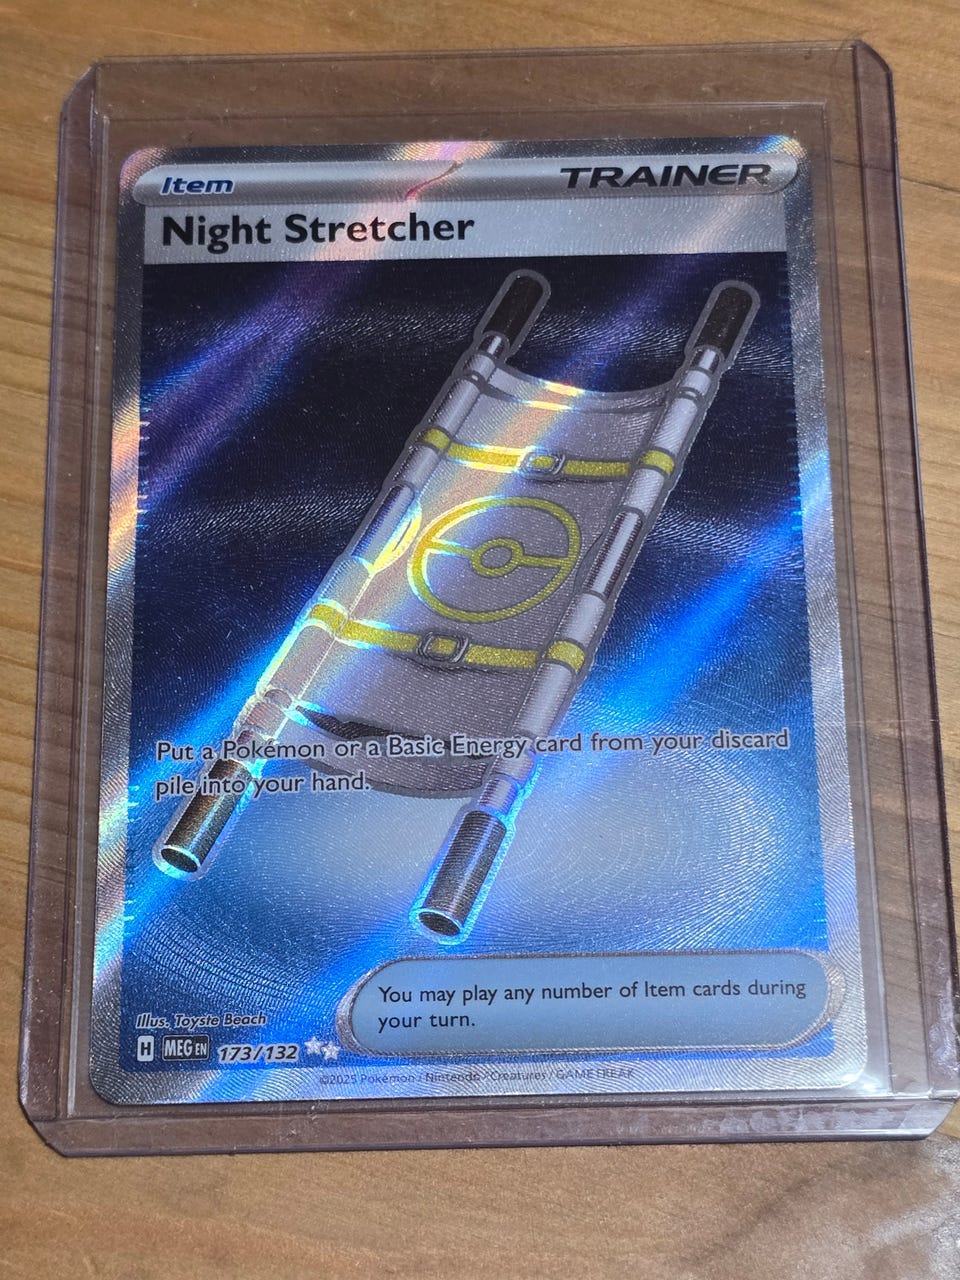 Item
TRAINER
Night Stretcher
Put a Pokémon or a Basic Energy card from your discard
pile into your hand.
You may play any number of Item cards during
your turn.
Illus. Toyste Beach
H MEG EN 173/132
©2025 Pokémon / Nintendo / Creatures / GAME FREAK